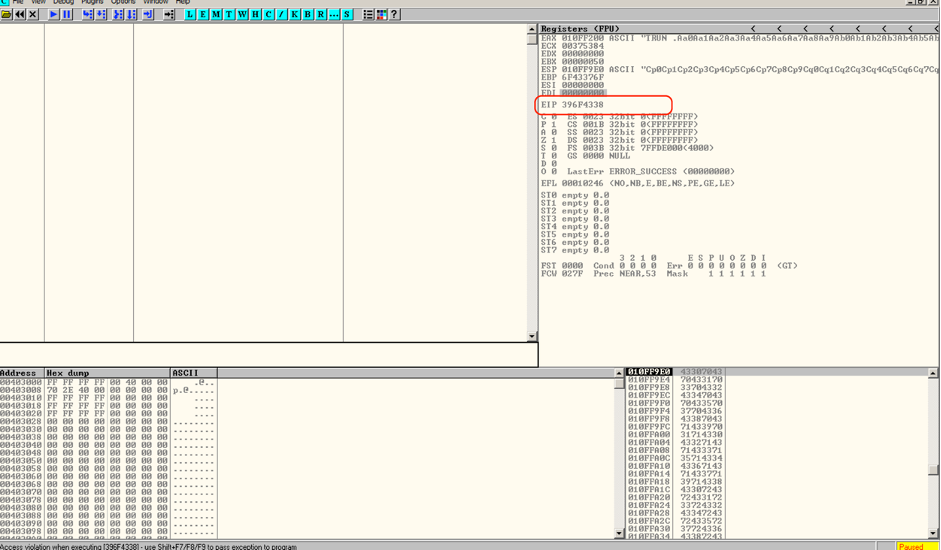 C File View Debug Plugins Options Window Help
L E M T W H C / K B R ... S ?
Registers (FPU) < < < < < < < <
EAX 010FF200 ASCII "TRUN .Aa0Aa1Aa2Aa3Aa4Aa5Aa6Aa7Aa8Aa9Ab0Ab1Ab2Ab3Ab4Ab5Ab
ECX 00375384
EDX 00000000
EBX 00000050
ESP 010FF9E0 ASCII "Cp0Cp1Cp2Cp3Cp4Cp5Cp6Cp7Cp8Cp9Cq0Cq1Cq2Cq3Cq4Cq5Cq6Cq7Cq
EBP 6F43376F
ESI 00000000
EDI 00000000
EIP 396F4338
C 0 ES 0023 32bit 0(FFFFFFFF)
P 1 CS 001B 32bit 0(FFFFFFFF)
A 0 SS 0023 32bit 0(FFFFFFFF)
Z 1 DS 0023 32bit 0(FFFFFFFF)
S 0 FS 003B 32bit 7FFDE000(4000)
T 0 GS 0000 NULL
D 0
O 0 LastErr ERROR_SUCCESS (00000000)
EFL 00010246 (NO,NB,E,BE,NS,PE,GE,LE)
ST0 empty 0.0
ST1 empty 0.0
ST2 empty 0.0
ST3 empty 0.0
ST4 empty 0.0
ST5 empty 0.0
ST6 empty 0.0
ST7 empty 0.0
3 2 1 0 E S P U O Z D I
FST 0000 Cond 0 0 0 0 Err 0 0 0 0 0 0 0 0 (GT)
FCW 027F Prec NEAR,53 Mask 1 1 1 1 1 1
Address Hex dump ASCII
00403000 FF FF FF FF 00 40 00 00 .@..
00403008 70 2E 40 00 00 00 00 00 p.@.....
00403010 FF FF FF FF 00 00 00 00 ....
00403018 FF FF FF FF 00 00 00 00 ....
00403020 FF FF FF FF 00 00 00 00 ....
00403028 00 00 00 00 00 00 00 00 ........
00403030 00 00 00 00 00 00 00 00 ........
00403038 00 00 00 00 00 00 00 00 ........
00403040 00 00 00 00 00 00 00 00 ........
00403048 00 00 00 00 00 00 00 00 ........
00403050 00 00 00 00 00 00 00 00 ........
00403058 00 00 00 00 00 00 00 00 ........
00403060 00 00 00 00 00 00 00 00 ........
00403068 00 00 00 00 00 00 00 00 ........
00403070 00 00 00 00 00 00 00 00 ........
00403078 00 00 00 00 00 00 00 00 ........
00403080 00 00 00 00 00 00 00 00 ........
00403088 00 00 00 00 00 00 00 00 ........
00403090 00 00 00 00 00 00 00 00 ........
00403098 00 00 00 00 00 00 00 00 ........
010FF9E0 43307043
010FF9E4 70433170
010FF9E8 33704332
010FF9EC 43347043
010FF9F0 70433570
010FF9F4 37704336
010FF9F8 43387043
010FF9FC 71433970
010FFA00 31714330
010FFA04 43327143
010FFA08 71433371
010FFA0C 35714334
010FFA10 43367143
010FFA14 71433771
010FFA18 39714338
010FFA1C 43307243
010FFA20 72433172
010FFA24 33724332
010FFA28 43347243
010FFA2C 72433572
010FFA30 37724336
010FFA34 43387243
Access violation when executing [396F4338] - use Shift+F7/F8/F9 to pass exception to program
Paused